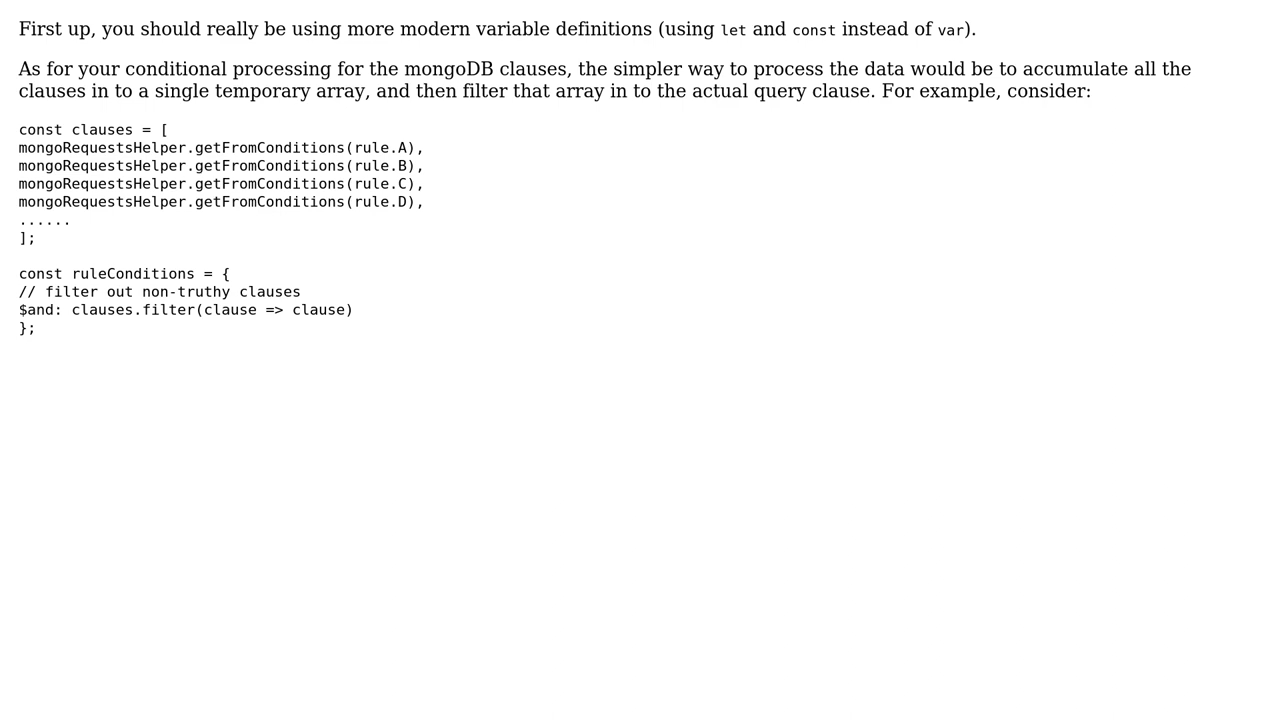 First up, you should really be using more modern variable definitions (using let and const instead of var).
As for your conditional processing for the mongoDB clauses, the simpler way to process the data would be to accumulate all the
clauses in to a single temporary array, and then filter that array in to the actual query clause. For example, consider:
const clauses = [
mongoRequestsHelper.getFromConditions(rule.A),
mongoRequestsHelper.getFromConditions(rule.B),
mongoRequestsHelper.getFromConditions(rule.C),
mongoRequestsHelper.getFromConditions(rule.D),
......
];
const ruleConditions = {
// filter out non-truthy clauses
$and: clauses.filter(clause => clause)
};